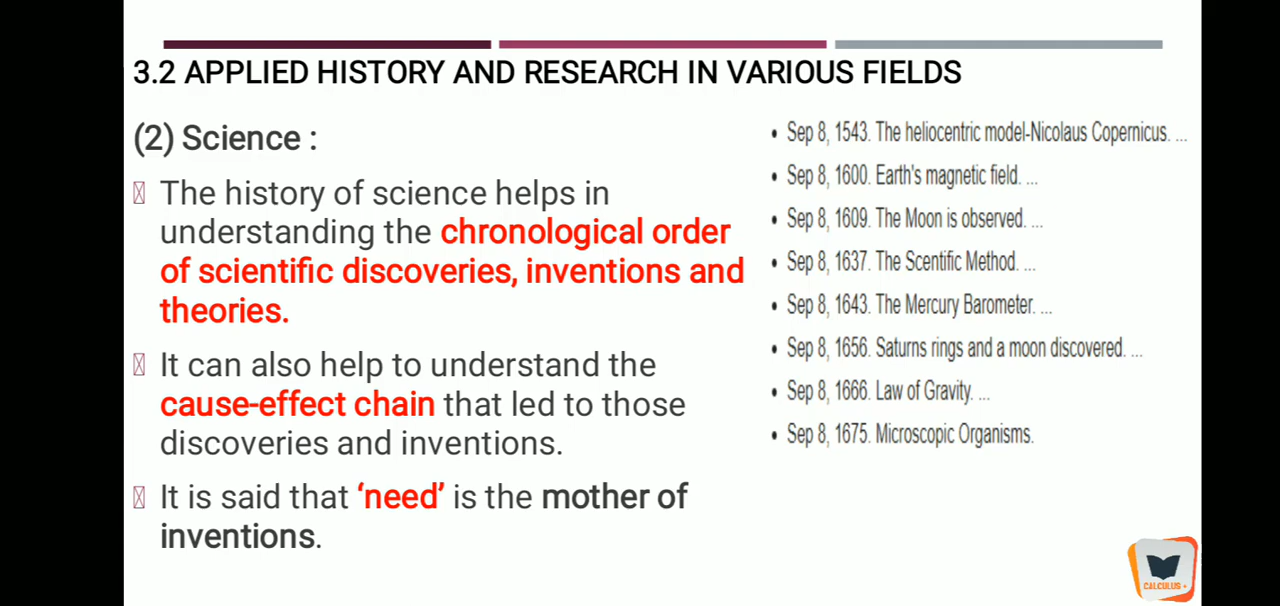 3.2 APPLIED HISTORY AND RESEARCH IN VARIOUS FIELDS
(2) Science :
The history of science helps in
understanding the chronological order
of scientific discoveries, inventions and
theories.
It can also help to understand the
cause-effect chain that led to those
discoveries and inventions.
It is said that ‘need’ is the mother of
inventions.
• Sep 8, 1543. The heliocentric model-Nicolaus Copernicus. ...
• Sep 8, 1600. Earth's magnetic field. ...
• Sep 8, 1609. The Moon is observed. ...
• Sep 8, 1637. The Scentific Method. ...
• Sep 8, 1643. The Mercury Barometer. ...
• Sep 8, 1656. Saturns rings and a moon discovered. ...
• Sep 8, 1666. Law of Gravity. ...
• Sep 8, 1675. Microscopic Organisms.
CALCULUS +